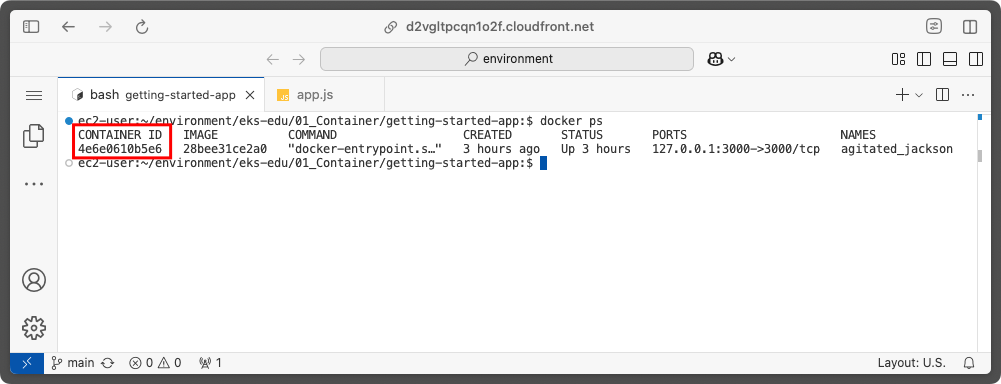 d2vgltpcqn1o2f.cloudfront.net
environment
bash getting-started-app
JS app.js
ec2-user:~/environment/eks-edu/01_Container/getting-started-app:$ docker ps
CONTAINER ID IMAGE COMMAND CREATED STATUS PORTS NAMES
4e6e0610b5e6 28bee31ce2a0 "docker-entrypoint.s…" 3 hours ago Up 3 hours 127.0.0.1:3000->3000/tcp agitated_jackson
ec2-user:~/environment/eks-edu/01_Container/getting-started-app:$
main 0 0 1 Layout: U.S.